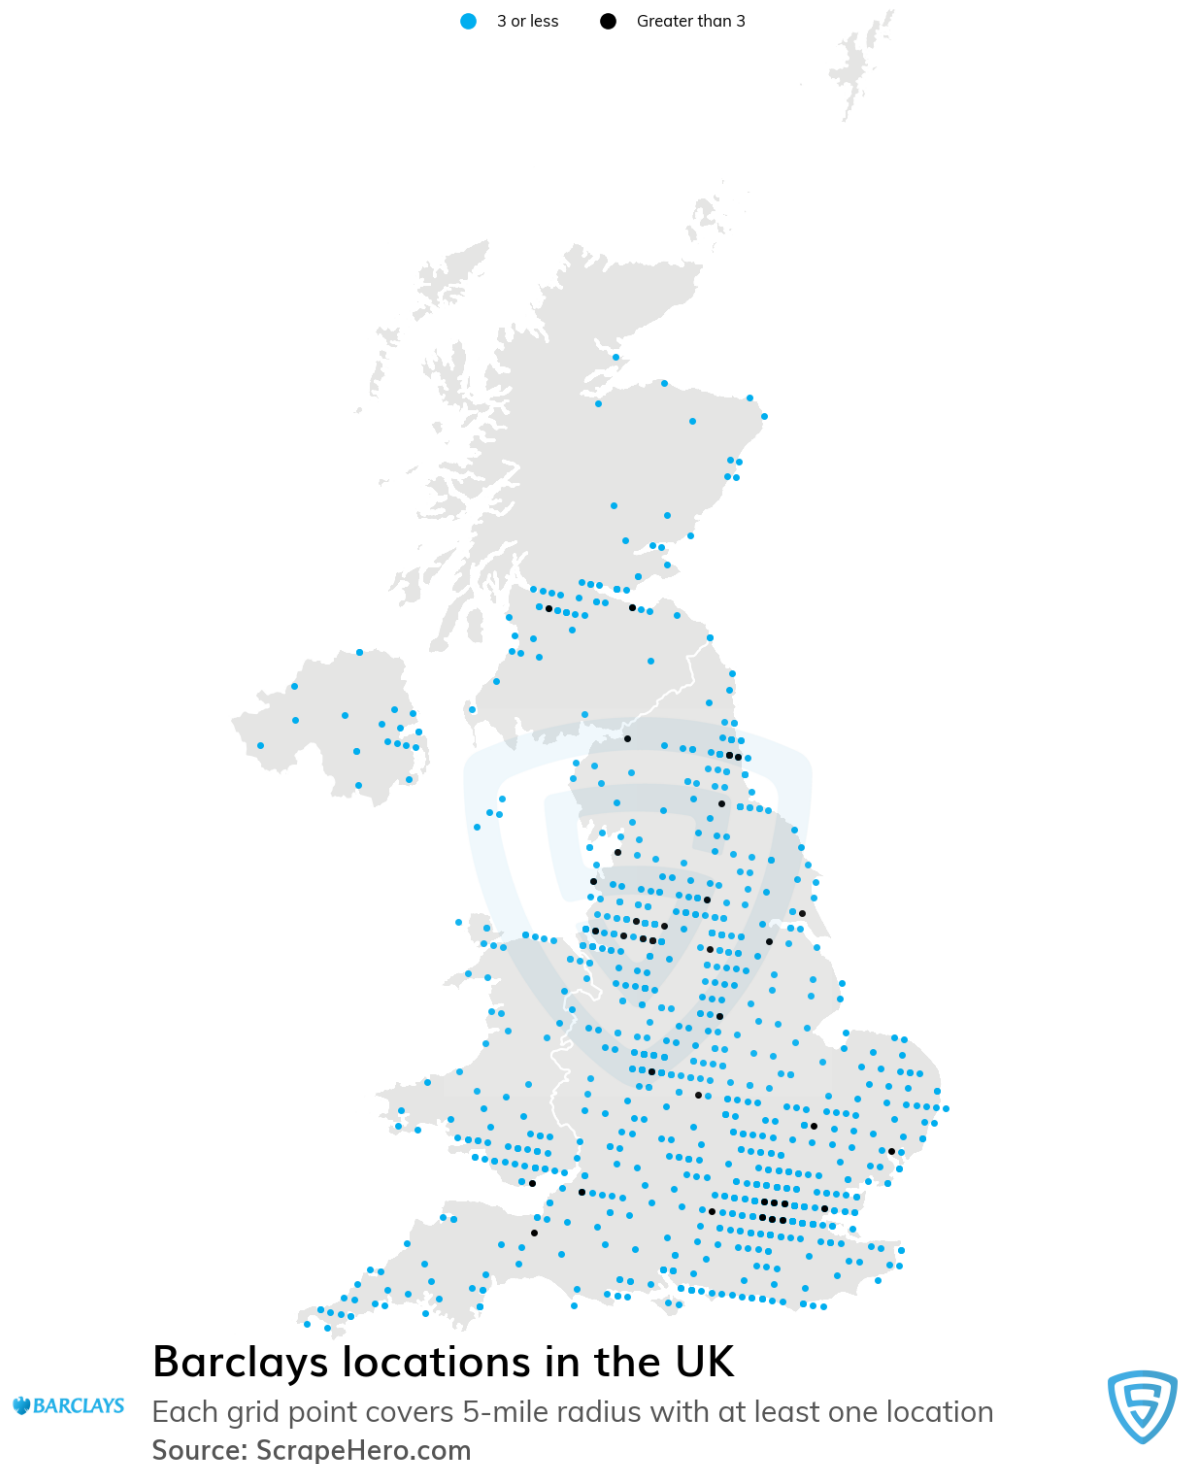 3 or less
Greater than 3
Barclays locations in the UK
BARCLAYS
Each grid point covers 5-mile radius with at least one location
Source: ScrapeHero.com